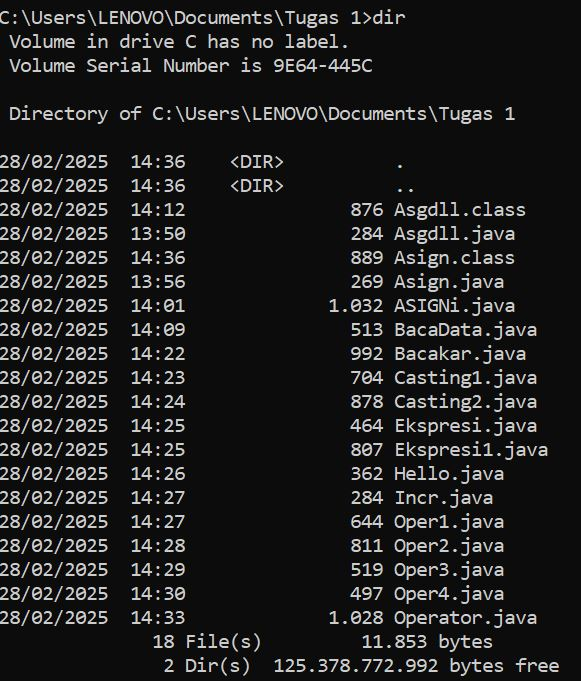 C:\Users\LENOVO\Documents\Tugas 1>dir
Volume in drive C has no label.
Volume Serial Number is 9E64-445C
Directory of C:\Users\LENOVO\Documents\Tugas 1
28/02/2025  14:36    <DIR>          .
28/02/2025  14:36    <DIR>          ..
28/02/2025  14:12               876 Asgdll.class
28/02/2025  13:50               284 Asgdll.java
28/02/2025  14:36               889 Asign.class
28/02/2025  13:56               269 Asign.java
28/02/2025  14:01             1.032 ASIGNi.java
28/02/2025  14:09               513 BacaData.java
28/02/2025  14:22               992 Bacakar.java
28/02/2025  14:23               704 Casting1.java
28/02/2025  14:24               878 Casting2.java
28/02/2025  14:25               464 Ekspresi.java
28/02/2025  14:25               807 Ekspresi1.java
28/02/2025  14:26               362 Hello.java
28/02/2025  14:27               284 Incr.java
28/02/2025  14:27               644 Oper1.java
28/02/2025  14:28               811 Oper2.java
28/02/2025  14:29               519 Oper3.java
28/02/2025  14:30               497 Oper4.java
28/02/2025  14:33             1.028 Operator.java
18 File(s)         11.853 bytes
2 Dir(s)  125.378.772.992 bytes free